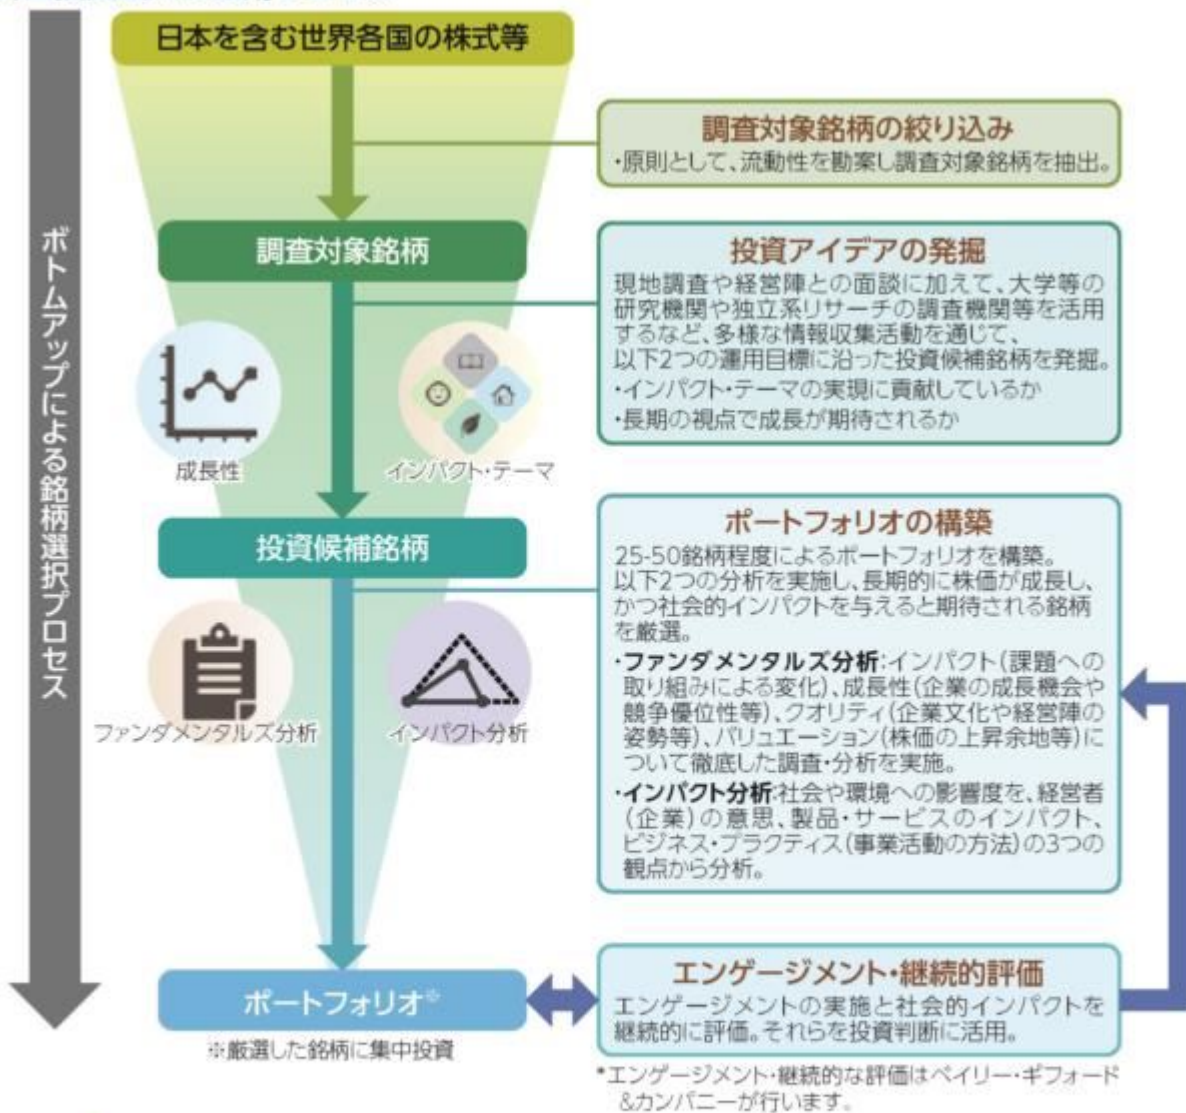 日本を含む世界各国の株式等
調査対象銘柄の絞り込み
・原則として、流動性を勘案し調査対象銘柄を抽出。
ボトムアップによる銘柄選択プロセス
調査対象銘柄
投資アイデアの発掘
現地調査や経営陣との面談に加えて、大学等の
研究機関や独立系リサーチの調査機関等を活用
するなど、多様な情報収集活動を通じて、
以下2つの運用目標に沿った投資候補銘柄を発掘。
・インパクト・テーマの実現に貢献しているか
・長期の視点で成長が期待されるか
成長性
インパクト・テーマ
投資候補銘柄
ポートフォリオの構築
25-50銘柄程度によるポートフォリオを構築。
以下2つの分析を実施し、長期的に株価が成長し、
かつ社会的インパクトを与えると期待される銘柄
を厳選。
・ファンダメンタルズ分析:インパクト(課題への
取り組みによる変化)、成長性(企業の成長機会や
競争優位性等)、クオリティ(企業文化や経営陣の
姿勢等)、バリュエーション(株価の上昇余地等)に
ついて徹底した調査・分析を実施。
・インパクト分析:社会や環境への影響度を、経営者
(企業)の意思、製品・サービスのインパクト、
ビジネス・プラクティス(事業活動の方法)の3つの
観点から分析。
ファンダメンタルズ分析
インパクト分析
ポートフォリオ※
※厳選した銘柄に集中投資
エンゲージメント・継続的評価
エンゲージメントの実施と社会的インパクトを
継続的に評価。それらを投資判断に活用。
*エンゲージメント・継続的な評価はベイリー・ギフォード
&カンパニーが行います。